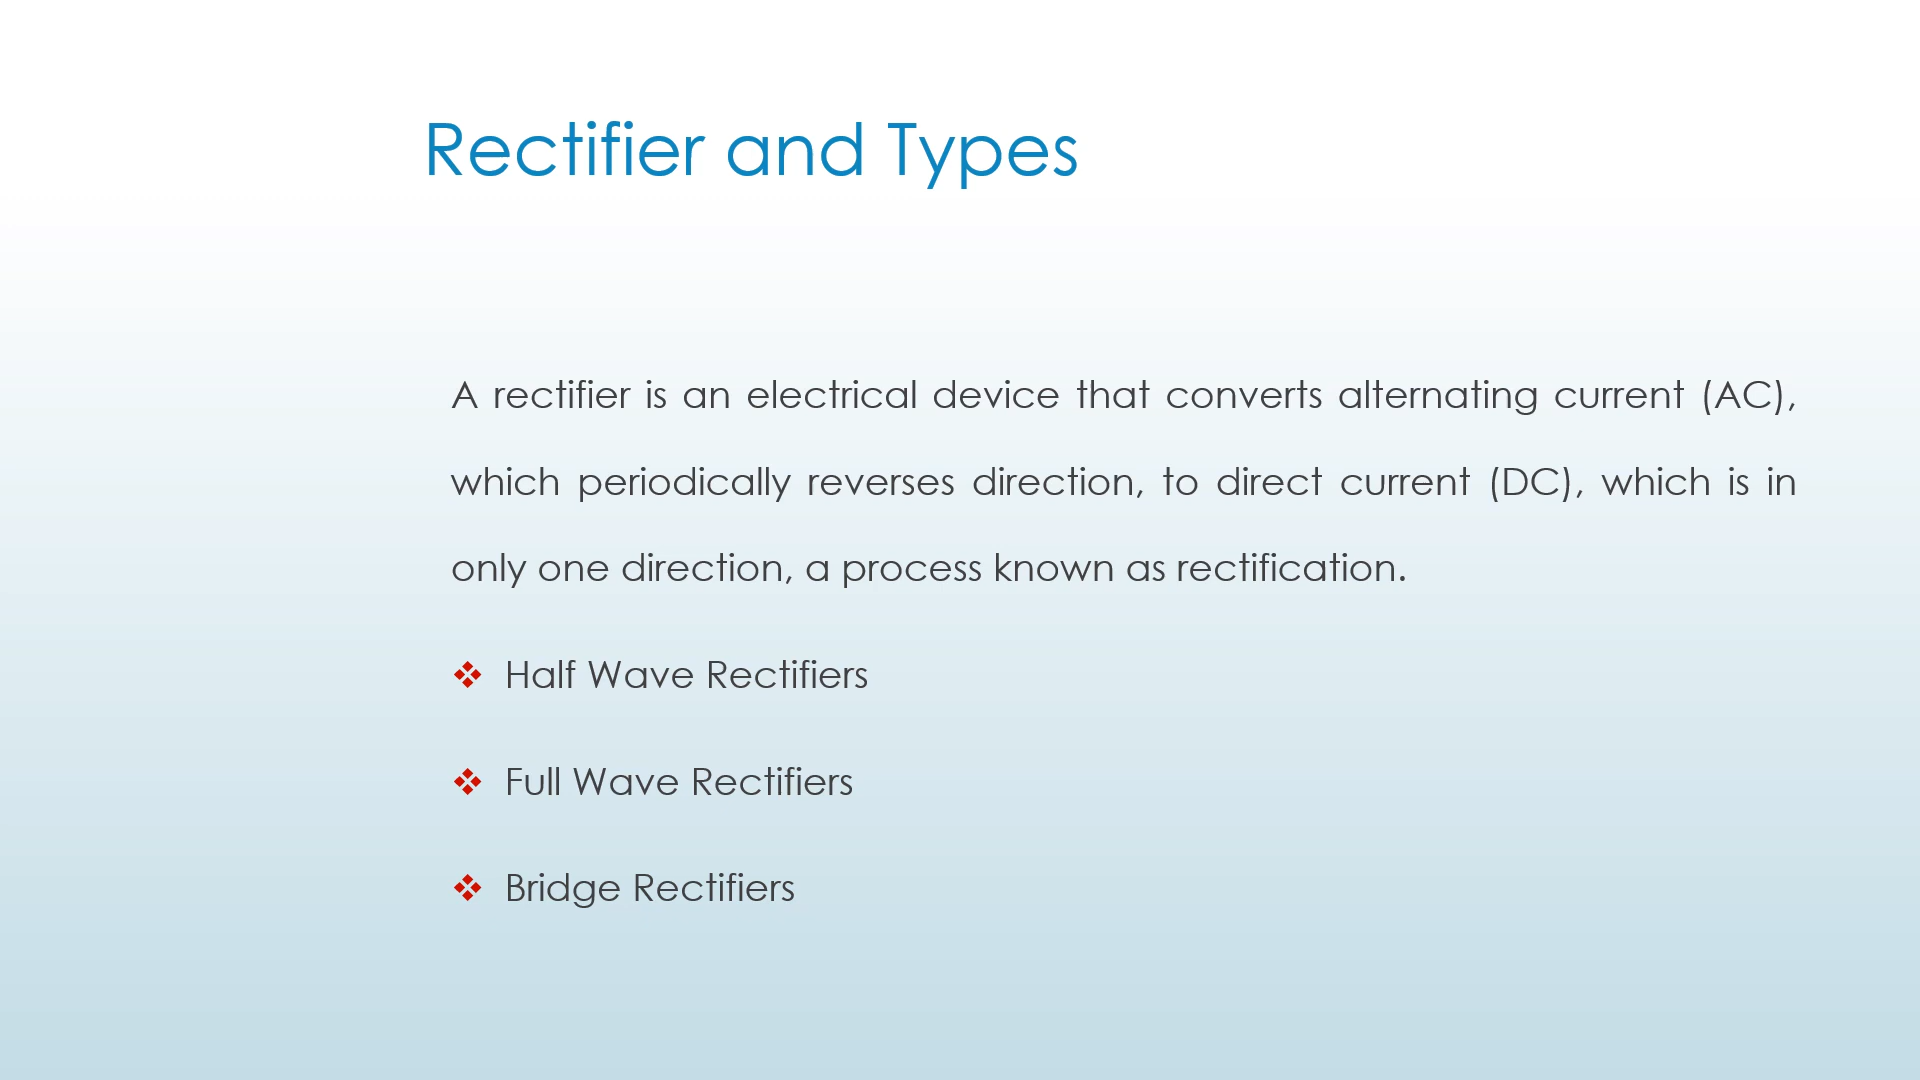 Rectifier and Types
A rectifier is an electrical device that converts alternating current (AC),
which periodically reverses direction, to direct current (DC), which is in
only one direction, a process known as rectification.
❖ Half Wave Rectifiers
❖ Full Wave Rectifiers
❖ Bridge Rectifiers